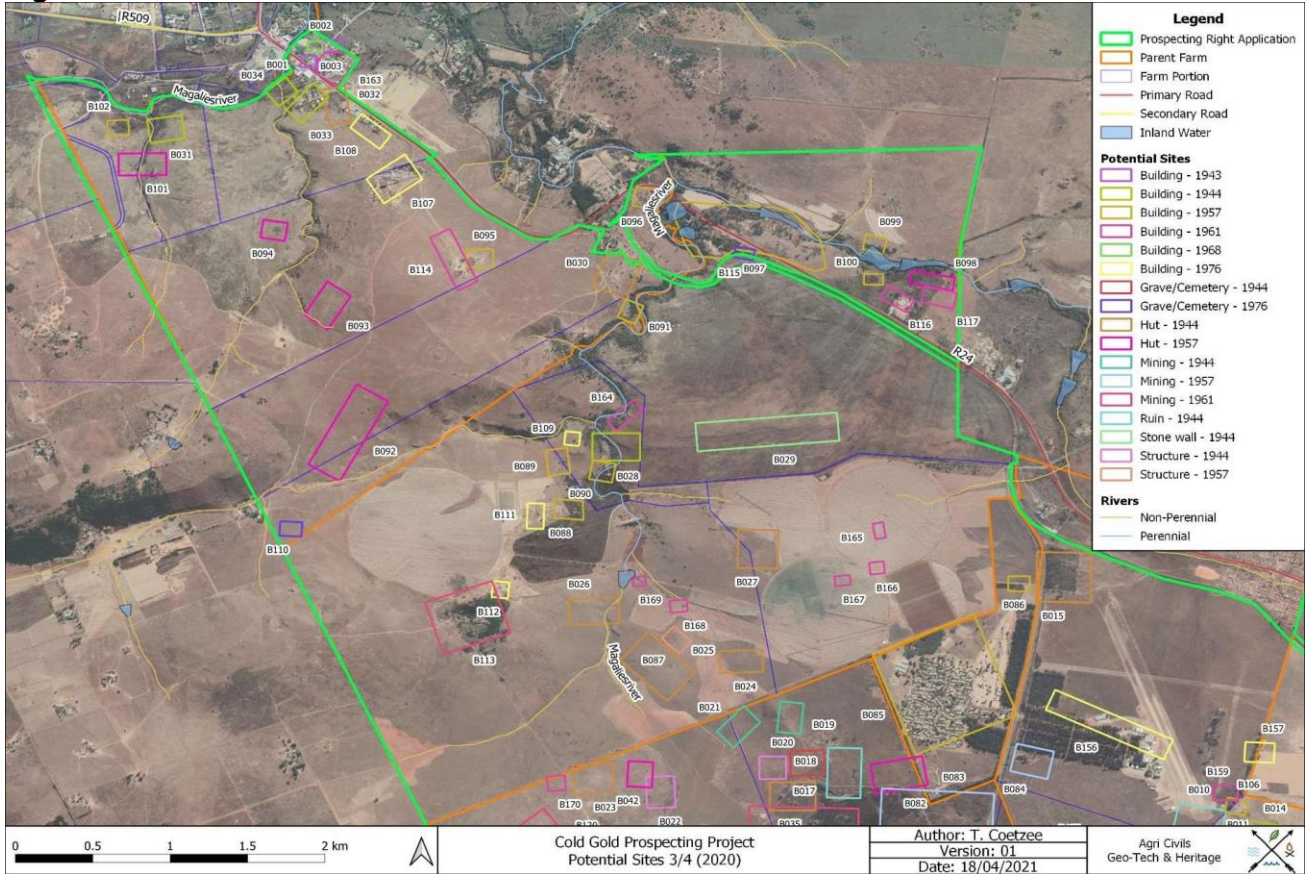 R509
B002
B001
B003
B034
B163
B032
Magaliesriver
B102
B033
B031
B108
B101
B107
B096
Magaliesriver
B099
B094
B095
B030
B114
B115
B097
B100
B098
B093
B091
B116
B117
R24
B164
B092
B109
B029
B089
B028
B090
B111
B088
B110
B165
B027
B026
B166
B169
B167
B086
B015
B112
B168
B113
B025
B087
B024
Magaliesriver
B021
B019
B085
B020
B156
B157
B018
B083
B159
B106
B084
B010
B170
B023
B042
B017
B082
B014
B022
B011
B120
B035
Legend
Prospecting Right Application
Parent Farm
Farm Portion
Primary Road
Secondary Road
Inland Water
Potential Sites
Building - 1943
Building - 1944
Building - 1957
Building - 1961
Building - 1968
Building - 1976
Grave/Cemetery - 1944
Grave/Cemetery - 1976
Hut - 1944
Hut - 1957
Mining - 1944
Mining - 1957
Mining - 1961
Ruin - 1944
Stone wall - 1944
Structure - 1944
Structure - 1957
Rivers
Non-Perennial
Perennial
0 0.5 1 1.5 2 km
Cold Gold Prospecting Project
Potential Sites 3/4 (2020)
Author: T. Coetzee
Version: 01
Date: 18/04/2021
Agri Civils
Geo-Tech & Heritage